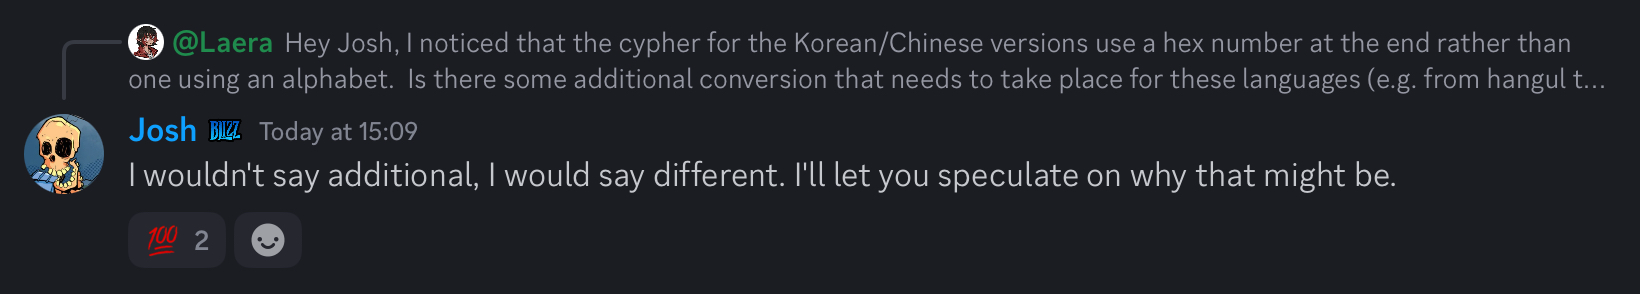 @Laera Hey Josh, I noticed that the cypher for the Korean/Chinese versions use a hex number at the end rather than
one using an alphabet.  Is there some additional conversion that needs to take place for these languages (e.g. from hangul t...
Josh BLIZZ Today at 15:09
I wouldn't say additional, I would say different. I'll let you speculate on why that might be.
💯 2